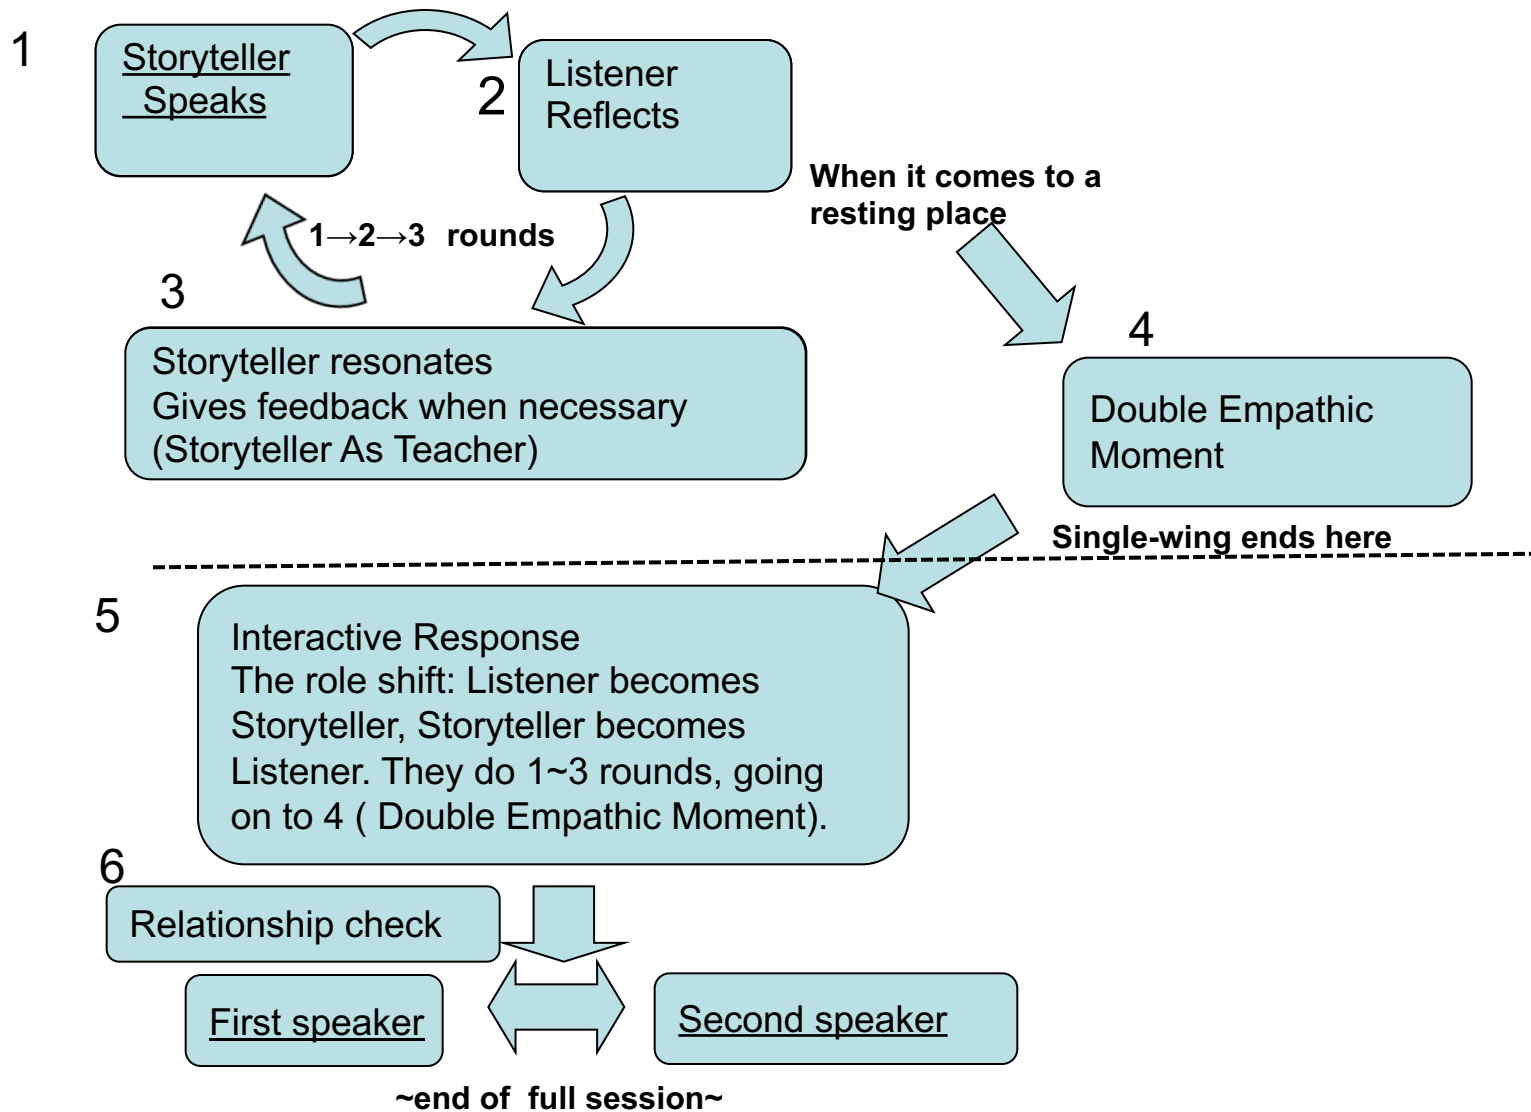 1
Storyteller
Speaks
2
Listener
Reflects
When it comes to a
resting place
1→2→3 rounds
3
Storyteller resonates
Gives feedback when necessary
(Storyteller As Teacher)
4
Double Empathic
Moment
Single-wing ends here
5
Interactive Response
The role shift: Listener becomes
Storyteller, Storyteller becomes
Listener. They do 1~3 rounds, going
on to 4 ( Double Empathic Moment).
6
Relationship check
First speaker
Second speaker
~end of full session~